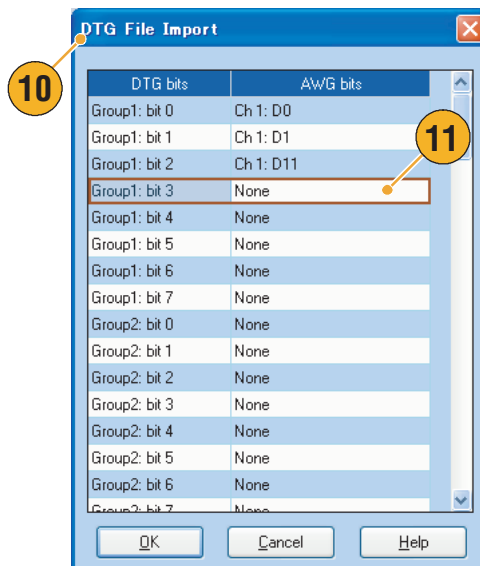 DTG File Import
10
DTG bits AWG bits
Group1: bit 0 Ch 1: D0
Group1: bit 1 Ch 1: D1
11
Group1: bit 2 Ch 1: D11
Group1: bit 3 None
Group1: bit 4 None
Group1: bit 5 None
Group1: bit 6 None
Group1: bit 7 None
Group2: bit 0 None
Group2: bit 1 None
Group2: bit 2 None
Group2: bit 3 None
Group2: bit 4 None
Group2: bit 5 None
Group2: bit 6 None
Group2: bit 7 None
OK Cancel Help